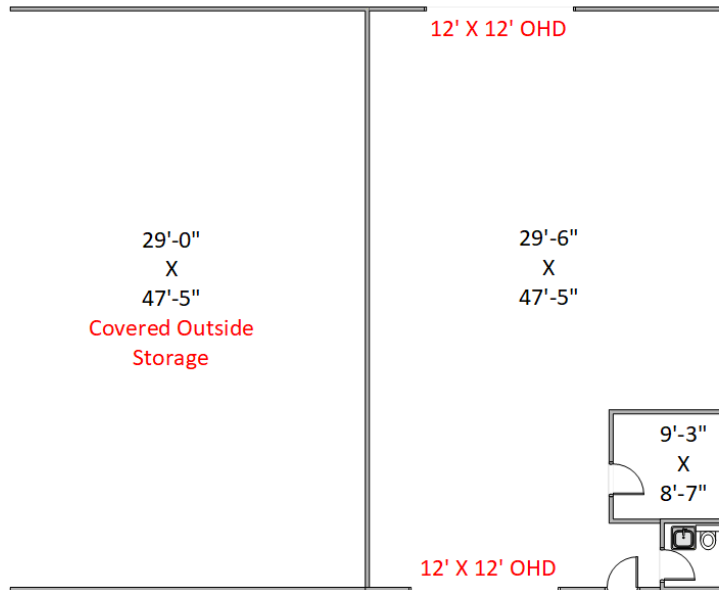 12' X 12' OHD
29'-0"
X
47'-5"
Covered Outside
Storage
29'-6"
X
47'-5"
9'-3"
X
8'-7"
12' X 12' OHD